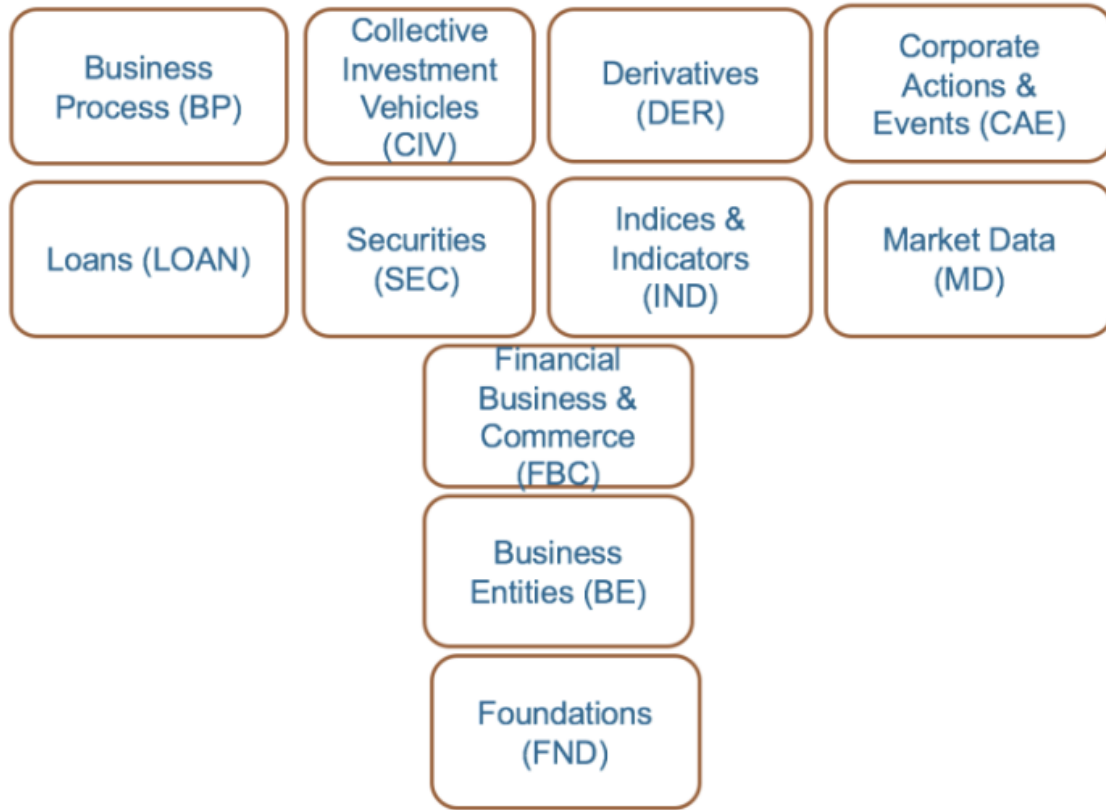 Business
Process (BP)
Collective
Investment
Vehicles
(CIV)
Derivatives
(DER)
Corporate
Actions &
Events (CAE)
Loans (LOAN)
Securities
(SEC)
Indices &
Indicators
(IND)
Market Data
(MD)
Financial
Business &
Commerce
(FBC)
Business
Entities (BE)
Foundations
(FND)